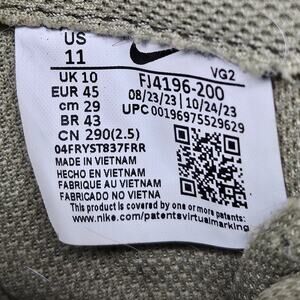 US
11
VG2
UK 10
EUR 45
cm 29
BR 43
CN 290(2.5)
FJ4196-200
08/23/23 | 10/24/23
UPC 00196975529629
04FRYST837FRR
MADE IN VIETNAM
HECHO EN VIETNAM
FABRIQUE AU VIETNAM
FABRICADO NO VIETNA
This product is covered by one or more patents:
www.nike.com/patentsvirtualmarking